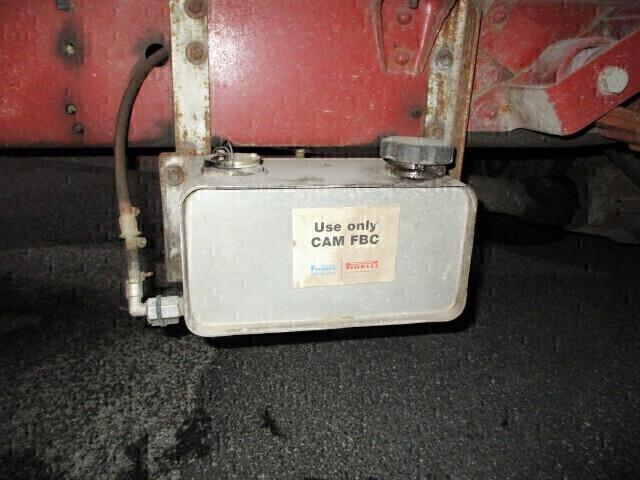 Use only
CAM FBC
PIRELLI